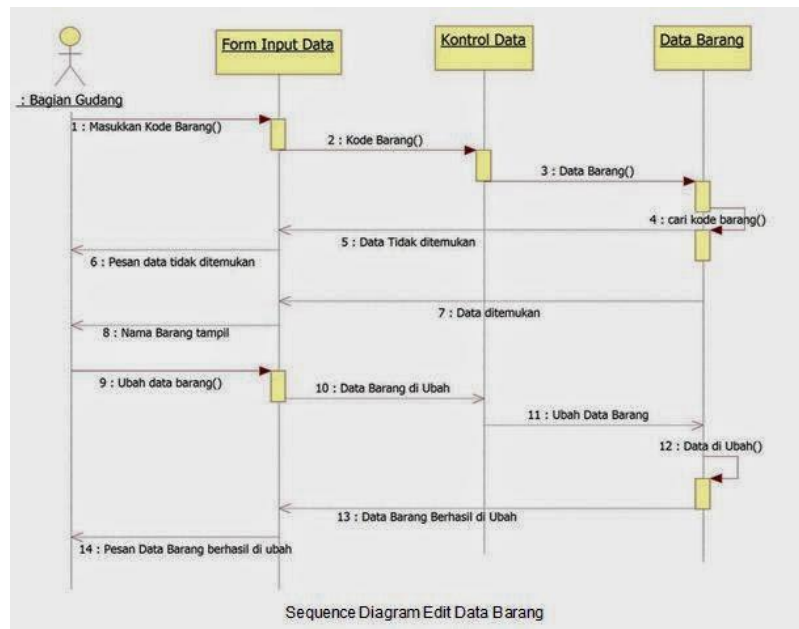 Form Input Data
Kontrol Data
Data Barang
: Bagian Gudang
1 : Masukkan Kode Barang()
2 : Kode Barang()
3 : Data Barang()
4 : cari kode barang()
5 : Data Tidak ditemukan
6 : Pesan data tidak ditemukan
7 : Data ditemukan
8 : Nama Barang tampil
9 : Ubah data barang()
10 : Data Barang di Ubah
11 : Ubah Data Barang
12 : Data di Ubah()
13 : Data Barang Berhasil di Ubah
14 : Pesan Data Barang berhasil di ubah
Sequence Diagram Edit Data Barang